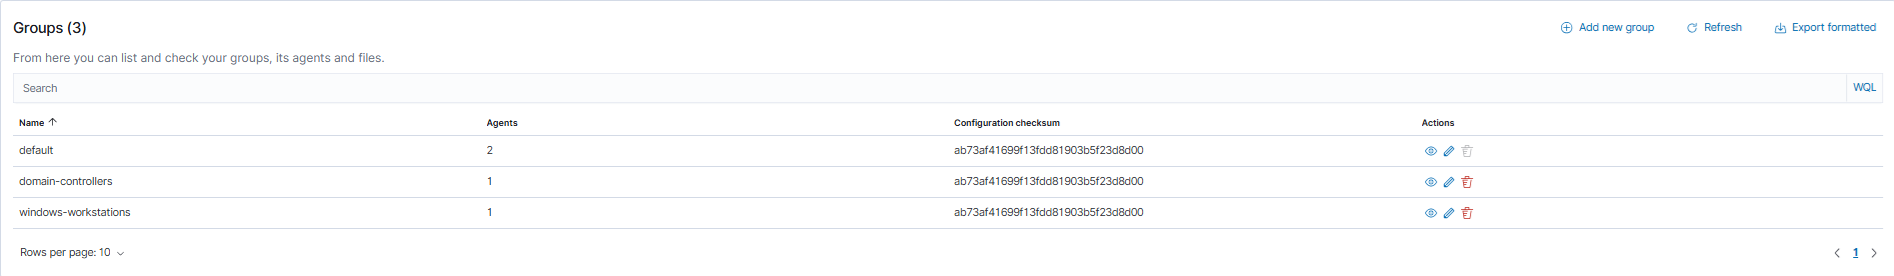 Groups (3)
Add new group
Refresh
Export formatted
From here you can list and check your groups, its agents and files.
Search
WQL
Name
Agents
Configuration checksum
Actions
default
2
ab73af41699f13fdd81903b5f23d8d00
domain-controllers
1
ab73af41699f13fdd81903b5f23d8d00
windows-workstations
1
ab73af41699f13fdd81903b5f23d8d00
Rows per page: 10
1